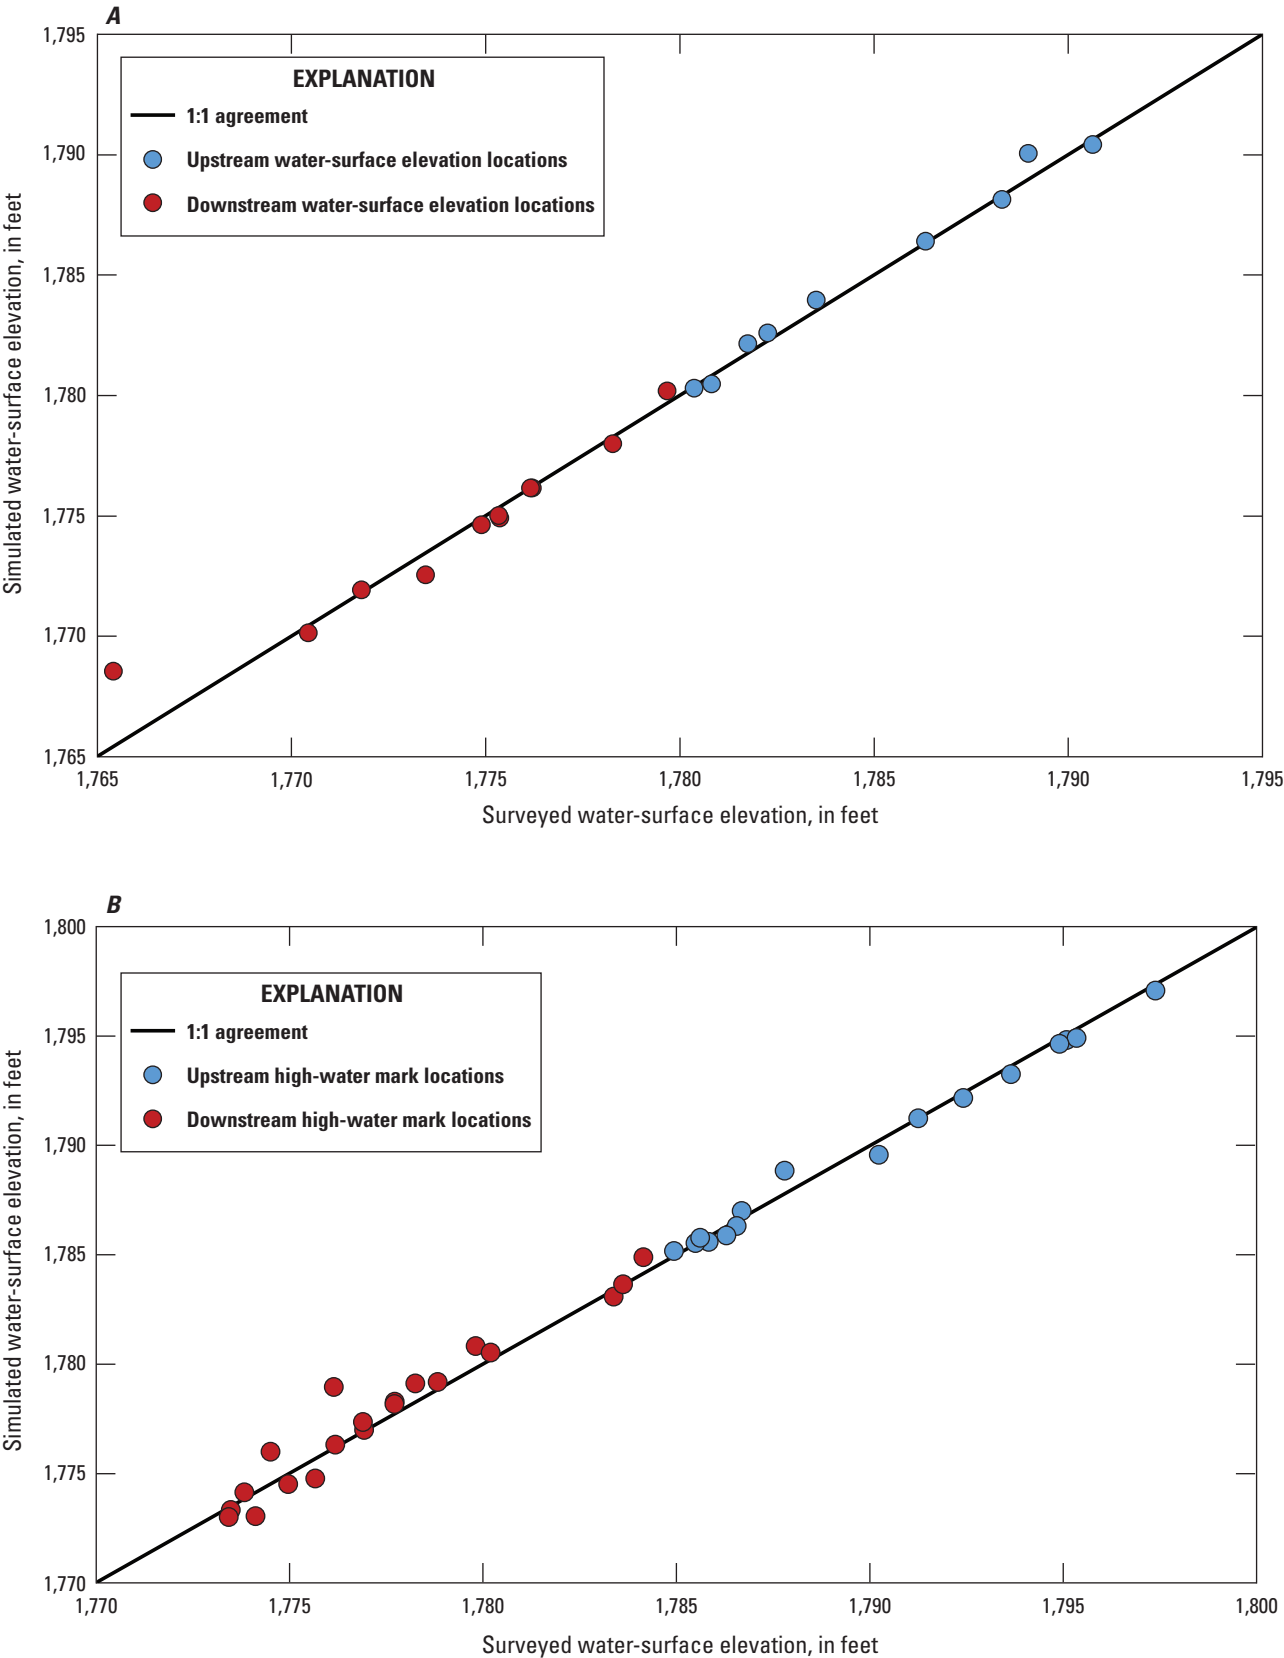 A
1,795
1,790
1,785
1,780
1,775
1,770
1,765
Simulated water-surface elevation, in feet
EXPLANATION
1:1 agreement
Upstream water-surface elevation locations
Downstream water-surface elevation locations
1,765 1,770 1,775 1,780 1,785 1,790 1,795
Surveyed water-surface elevation, in feet
B
1,800
1,795
1,790
1,785
1,780
1,775
1,770
Simulated water-surface elevation, in feet
EXPLANATION
1:1 agreement
Upstream high-water mark locations
Downstream high-water mark locations
1,770 1,775 1,780 1,785 1,790 1,795 1,800
Surveyed water-surface elevation, in feet